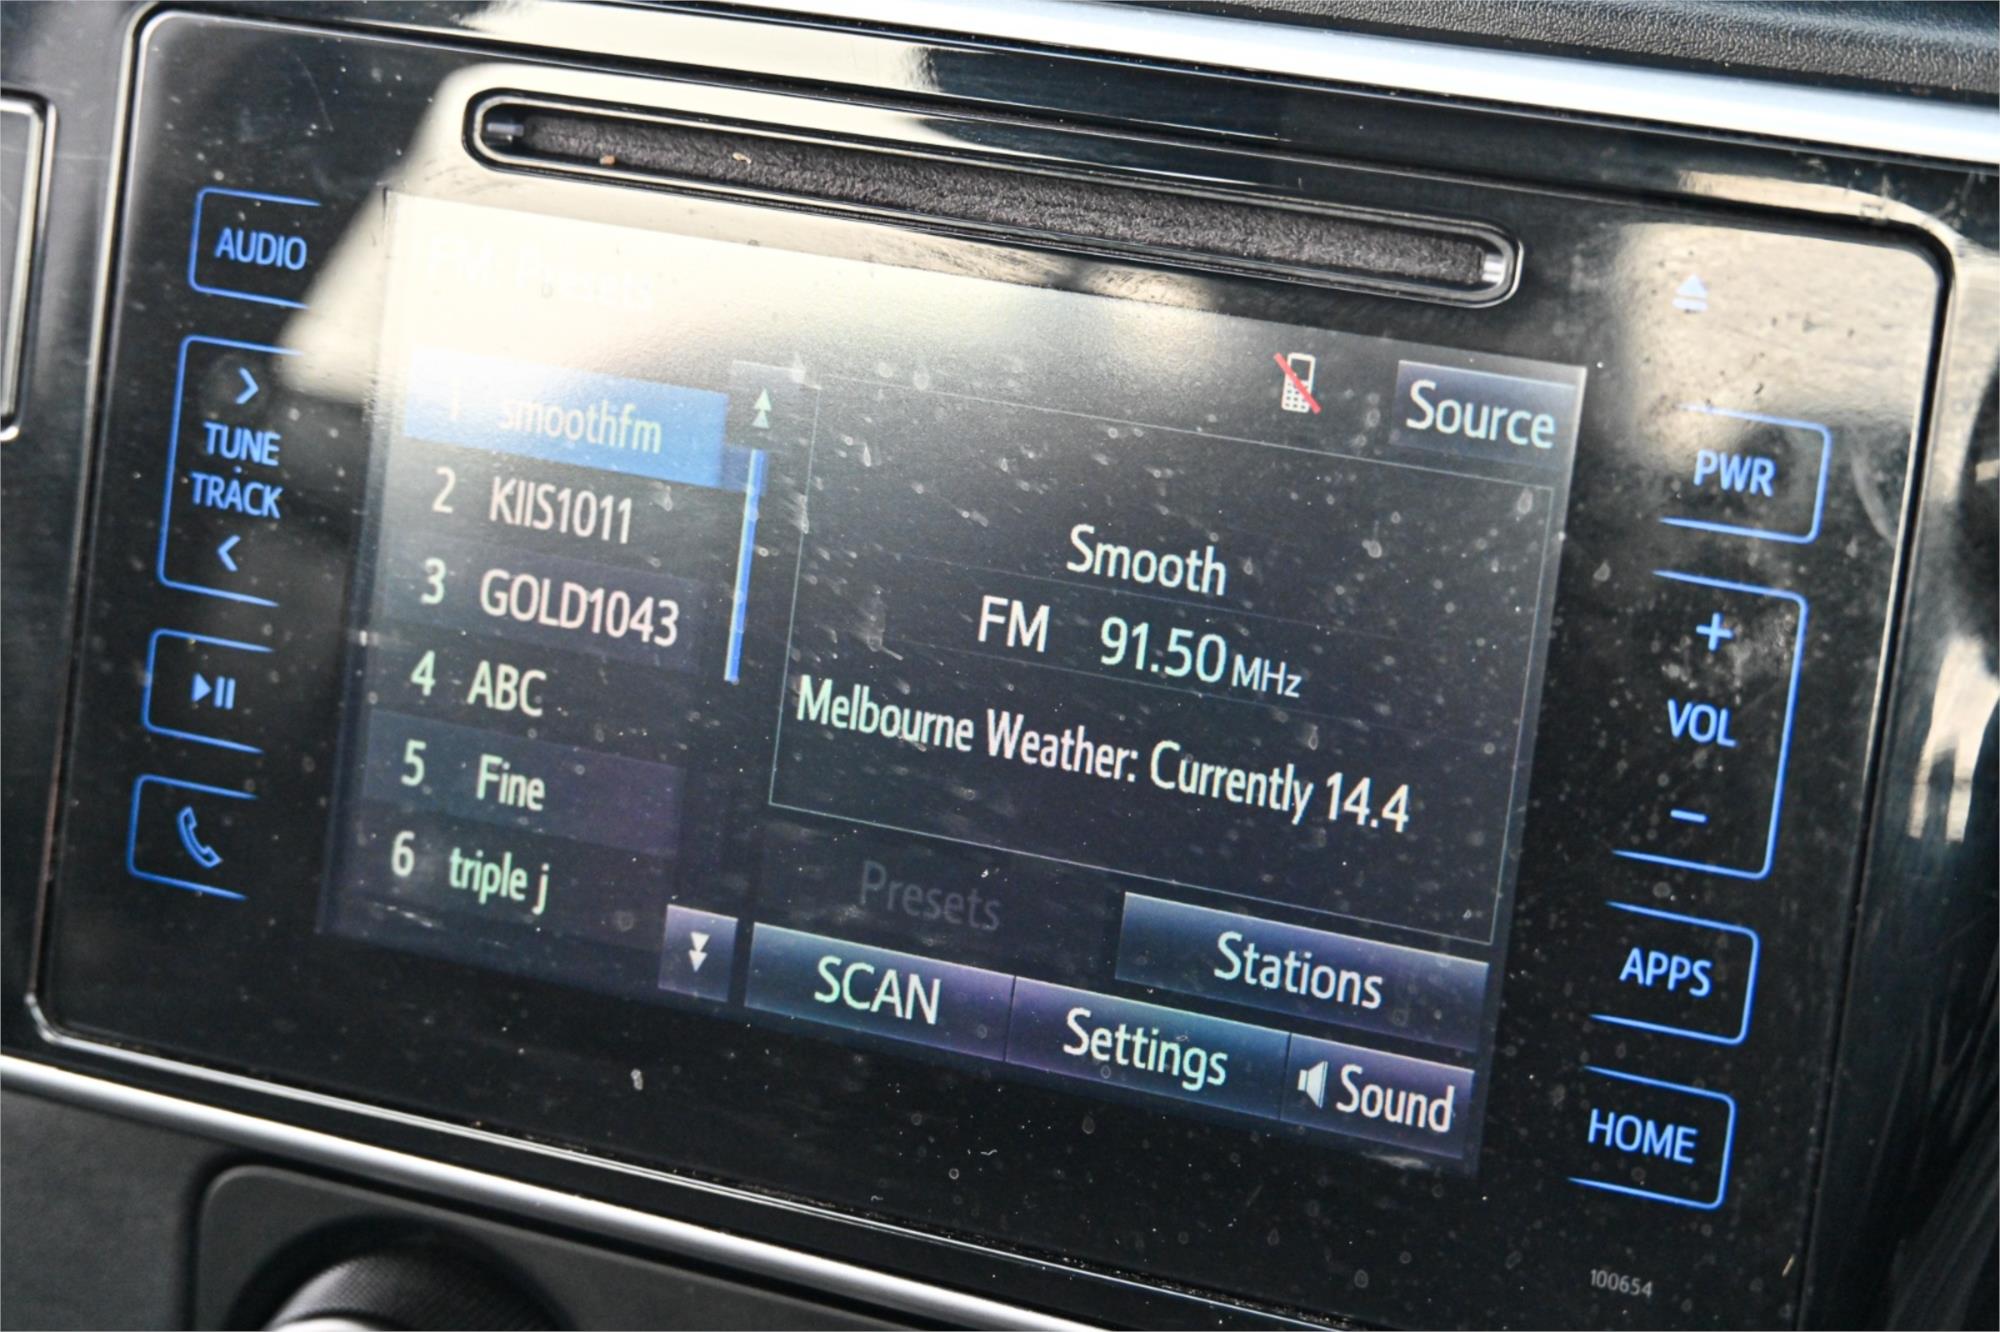 AUDIO
TUNE
TRACK
FM: Presets
1 smoothfm
2 KIIS1011
3 GOLD1043
4 ABC
5 Fine
6 triple j
Source
Smooth
FM 91.50 MHz
Melbourne Weather: Currently 14.4
Presets
Stations
SCAN
Settings
Sound
PWR
+
VOL
−
APPS
HOME
100654